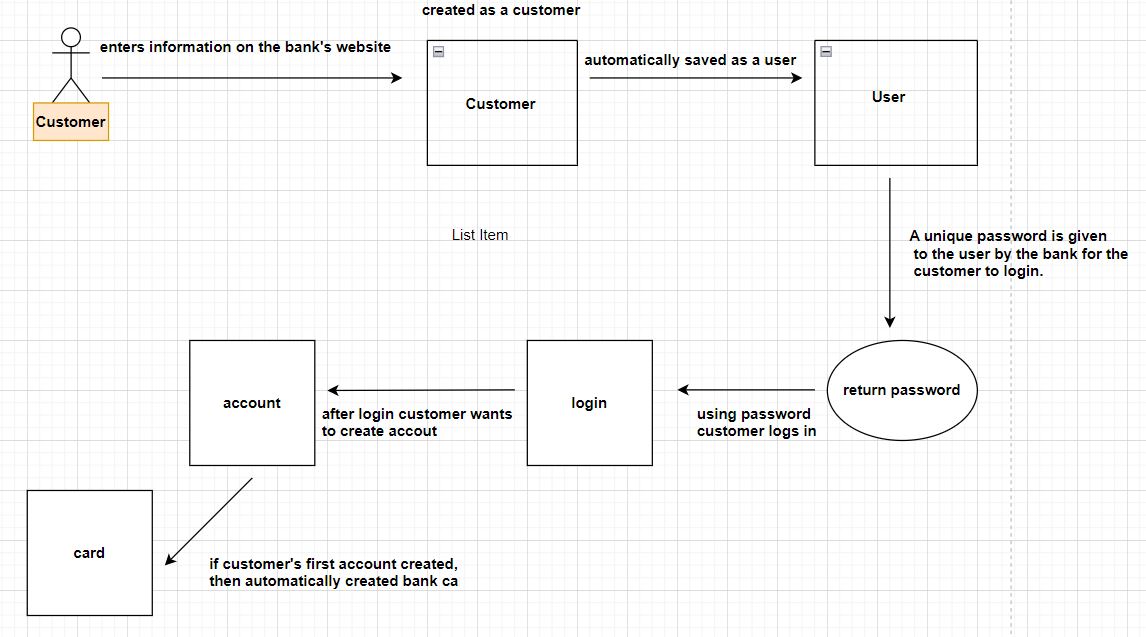 created as a customer
enters information on the bank's website
automatically saved as a user
Customer
Customer
User
List Item
A unique password is given
to the user by the bank for the
customer to login.
return password
account
login
after login customer wants
to create accout
using password
customer logs in
card
if customer's first account created,
then automatically created bank ca